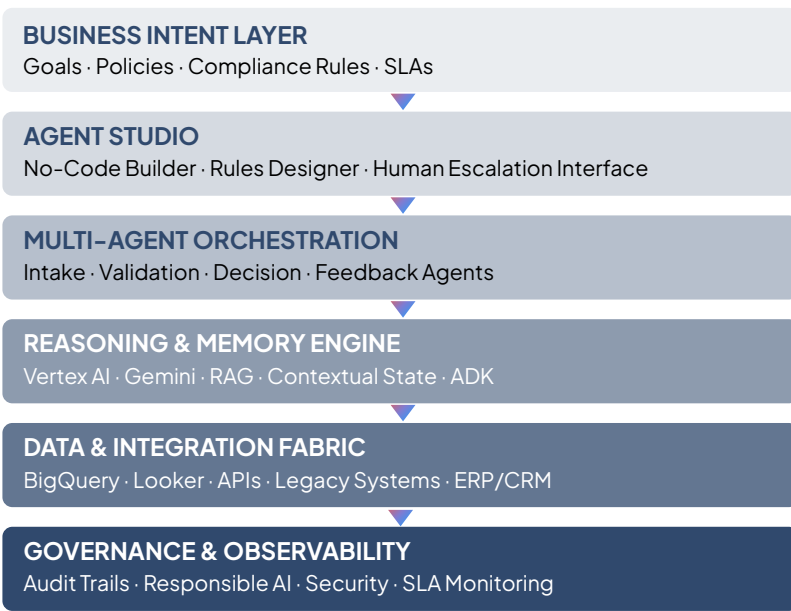 BUSINESS INTENT LAYER
Goals · Policies · Compliance Rules · SLAs
AGENT STUDIO
No-Code Builder · Rules Designer · Human Escalation Interface
MULTI-AGENT ORCHESTRATION
Intake · Validation · Decision · Feedback Agents
REASONING & MEMORY ENGINE
Vertex AI · Gemini · RAG · Contextual State · ADK
DATA & INTEGRATION FABRIC
BigQuery · Looker · APIs · Legacy Systems · ERP/CRM
GOVERNANCE & OBSERVABILITY
Audit Trails · Responsible AI · Security · SLA Monitoring